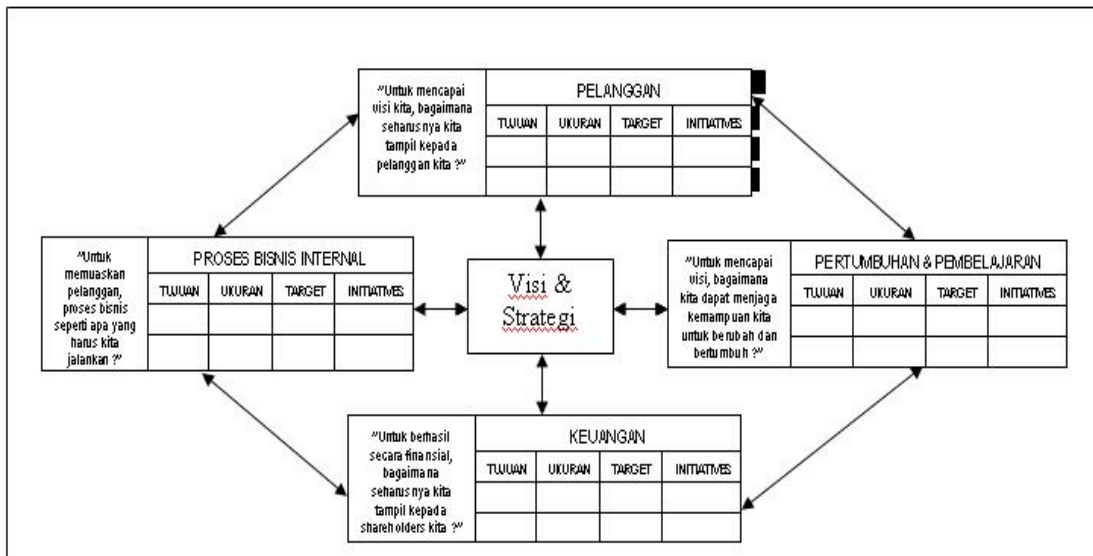 "Untuk mencapai
visi kita, bagaimana
seharusnya kita
tampil kepada
pelanggan kita ?"
PELANGGAN
TUJUAN UKURAN TARGET INITIATIVES
"Untuk
memuaskan
pelanggan,
proses bisnis
seperti apa yang
harus kita
jalankan ?"
PROSES BISNIS INTERNAL
TUJUAN UKURAN TARGET INITIATIVES
Visi &
Strategi
"Untuk mencapai
visi, bagaimana
kita dapat menjaga
kemampuan kita
untuk berubah dan
bertumbuh ?"
PERTUMBUHAN & PEMBELAJARAN
TUJUAN UKURAN TARGET INITIATIVES
"Untuk berhasil
secara finansial,
bagaimana
seharusnya kita
tampil kepada
shareholders kita ?"
KEUANGAN
TUJUAN UKURAN TARGET INITIATIVES